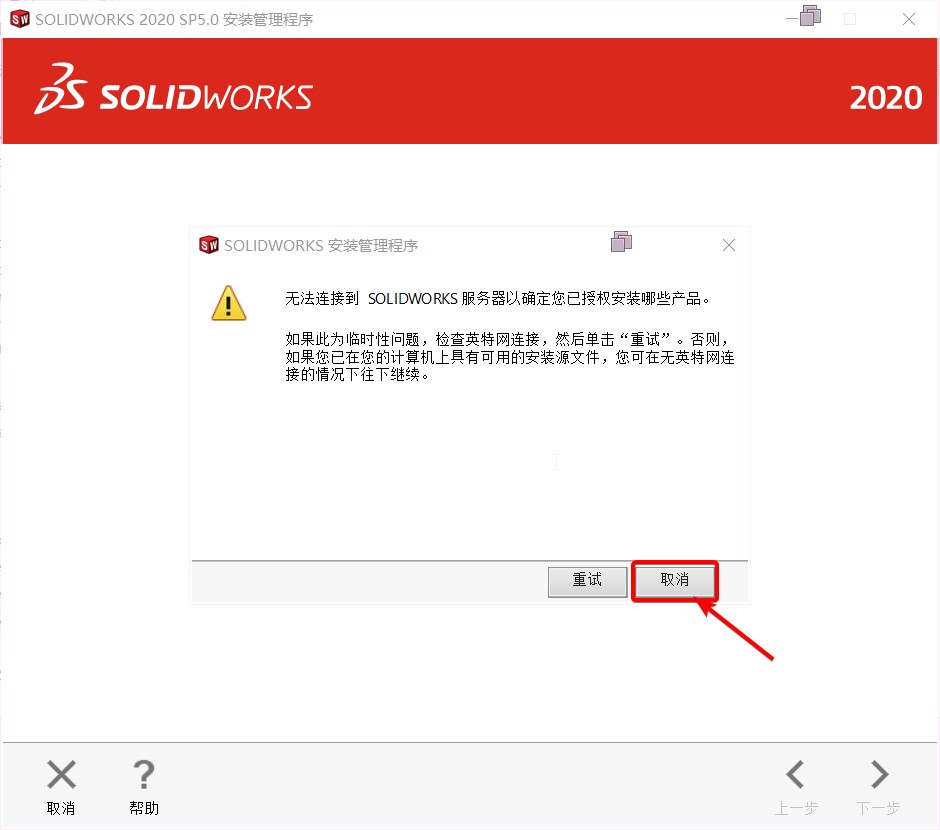 SOLIDWORKS 2020 SP5.0 安装管理程序
SOLIDWORKS
2020
SOLIDWORKS 安装管理程序
无法连接到 SOLIDWORKS 服务器以确定您已授权安装哪些产品。
如果此为临时性问题，检查英特网连接，然后单击“重试”。否则，
如果您已在您的计算机上具有可用的安装源文件，您可在无英特网连
接的情况下往下继续。
重试
取消
取消
帮助
上一步
下一步